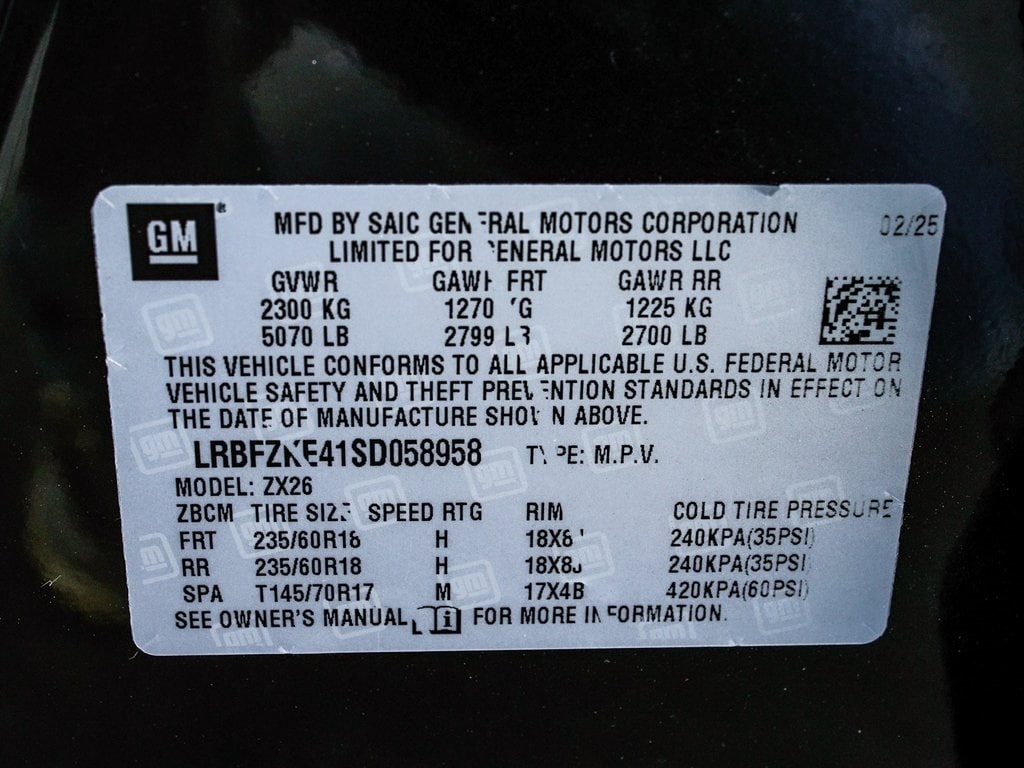 GM
MFD BY SAIC GENERAL MOTORS CORPORATION 02/25
LIMITED FOR GENERAL MOTORS LLC
GVWR GAWR FRT GAWR RR
2300 KG 1270 KG 1225 KG
5070 LB 2799 LB 2700 LB
THIS VEHICLE CONFORMS TO ALL APPLICABLE U.S. FEDERAL MOTOR
VEHICLE SAFETY AND THEFT PREVENTION STANDARDS IN EFFECT ON
THE DATE OF MANUFACTURE SHOWN ABOVE.
LRBFZKE41SD058958 TYPE: M.P.V.
MODEL: ZX26
ZBCM TIRE SIZE SPEED RTG RIM COLD TIRE PRESSURE
FRT 235/60R18 H 18X8J 240KPA(35PSI)
RR 235/60R18 H 18X8J 240KPA(35PSI)
SPA T145/70R17 M 17X4B 420KPA(60PSI)
SEE OWNER'S MANUAL i FOR MORE INFORMATION.